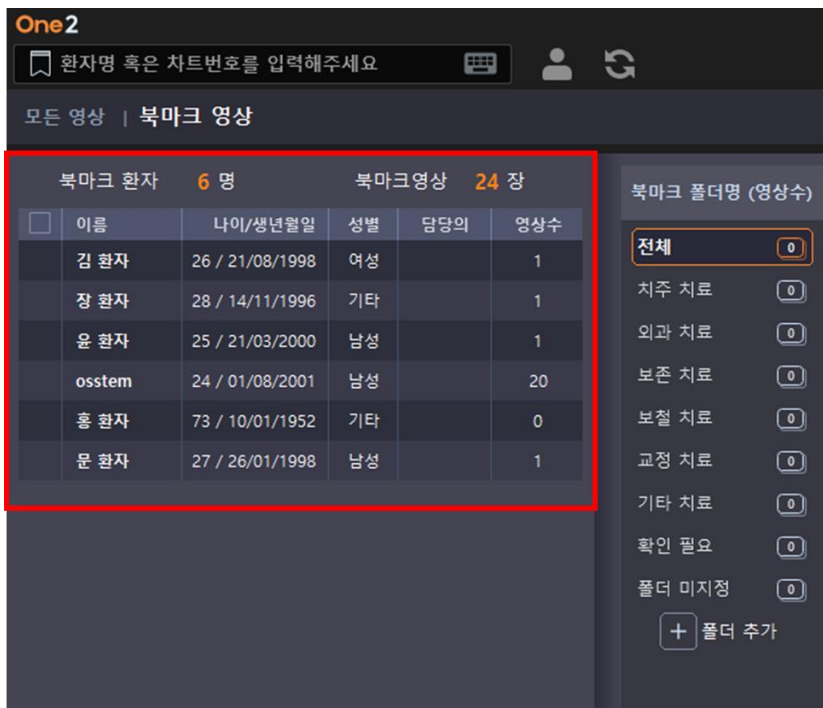 One2
환자명 혹은 차트번호를 입력해주세요
모든 영상 | 북마크 영상
북마크 환자 6 명 북마크영상 24 장
이름 나이/생년월일 성별 담당의 영상수
김 환자 26 / 21/08/1998 여성 1
장 환자 28 / 14/11/1996 기타 1
윤 환자 25 / 21/03/2000 남성 1
osstem 24 / 01/08/2001 남성 20
홍 환자 73 / 10/01/1952 기타 0
문 환자 27 / 26/01/1998 남성 1
북마크 폴더명 (영상수)
전체 0
치주 치료 0
외과 치료 0
보존 치료 0
보철 치료 0
교정 치료 0
기타 치료 0
확인 필요 0
폴더 미지정 0
+ 폴더 추가